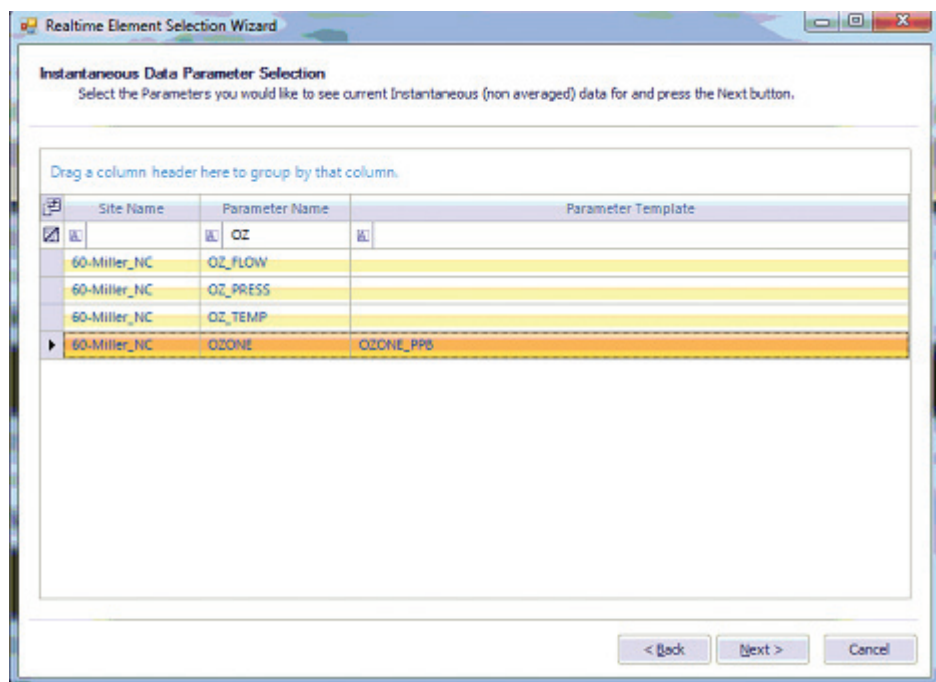 Realtime Element Selection Wizard
Instantaneous Data Parameter Selection
Select the Parameters you would like to see current Instantaneous (non averaged) data for and press the Next button.
Drag a column header here to group by that column.
Site Name Parameter Name Parameter Template
OZ
60-Miller_NC OZ_FLOW
60-Miller_NC OZ_PRESS
60-Miller_NC OZ_TEMP
60-Miller_NC OZONE OZONE_PPB
< Back Next > Cancel